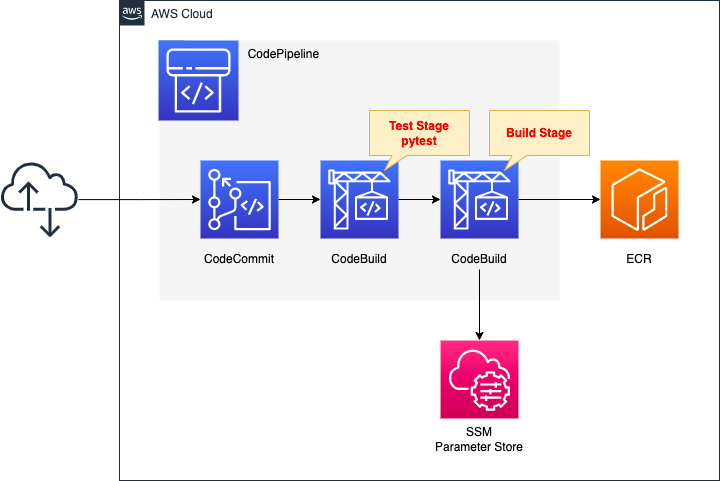 aws
AWS Cloud
CodePipeline
Test Stage
pytest
Build Stage
CodeCommit
CodeBuild
CodeBuild
ECR
SSM
Parameter Store